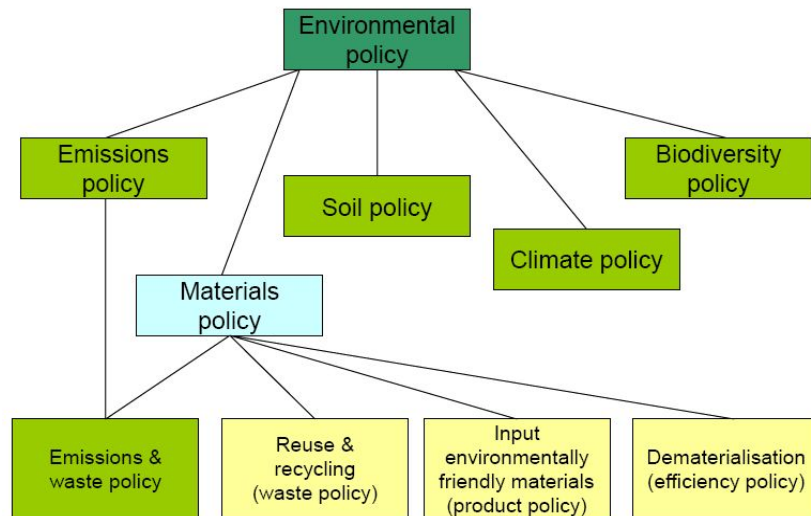 Environmental
policy
Emissions
policy
Biodiversity
policy
Soil policy
Climate policy
Materials
policy
Emissions &
waste policy
Reuse &
recycling
(waste policy)
Input
environmentally
friendly materials
(product policy)
Dematerialisation
(efficiency policy)